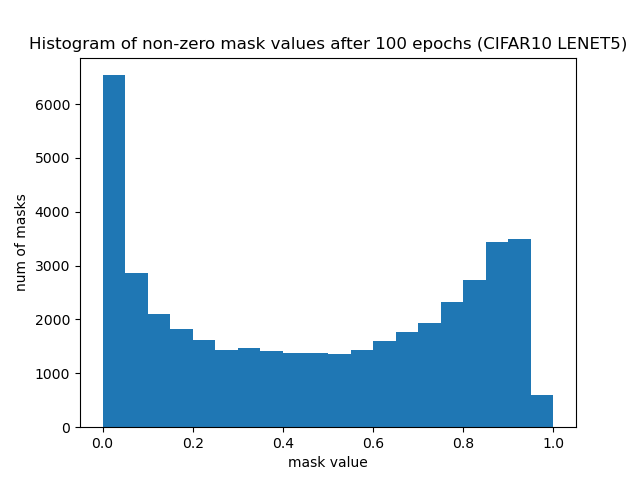 Histogram of non-zero mask values after 100 epochs (CIFAR10 LENET5)
6000
5000
4000
3000
2000
1000
0
num of masks
0.0 0.2 0.4 0.6 0.8 1.0
mask value